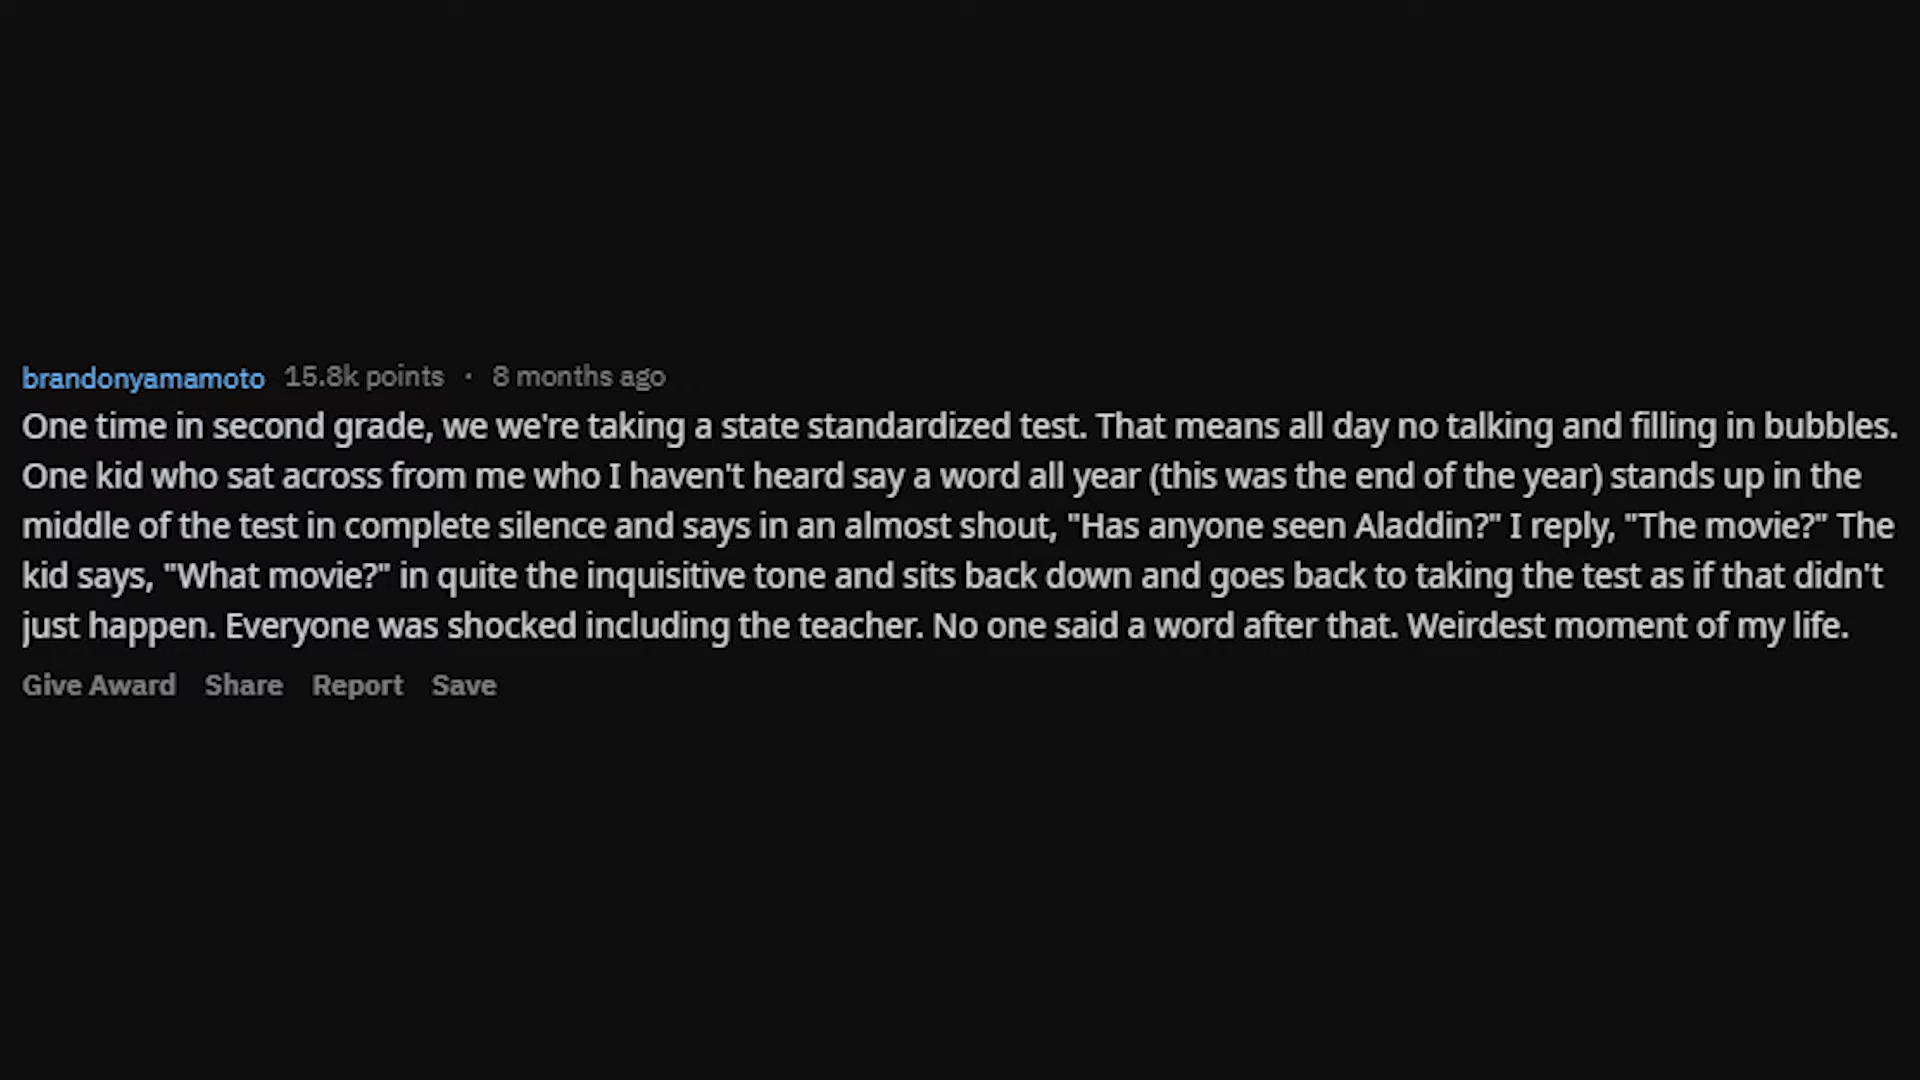 brandonyamamoto 15.8k points · 8 months ago
One time in second grade, we we're taking a state standardized test. That means all day no talking and filling in bubbles.
One kid who sat across from me who I haven't heard say a word all year (this was the end of the year) stands up in the
middle of the test in complete silence and says in an almost shout, "Has anyone seen Aladdin?" I reply, "The movie?" The
kid says, "What movie?" in quite the inquisitive tone and sits back down and goes back to taking the test as if that didn't
just happen. Everyone was shocked including the teacher. No one said a word after that. Weirdest moment of my life.
Give Award Share Report Save